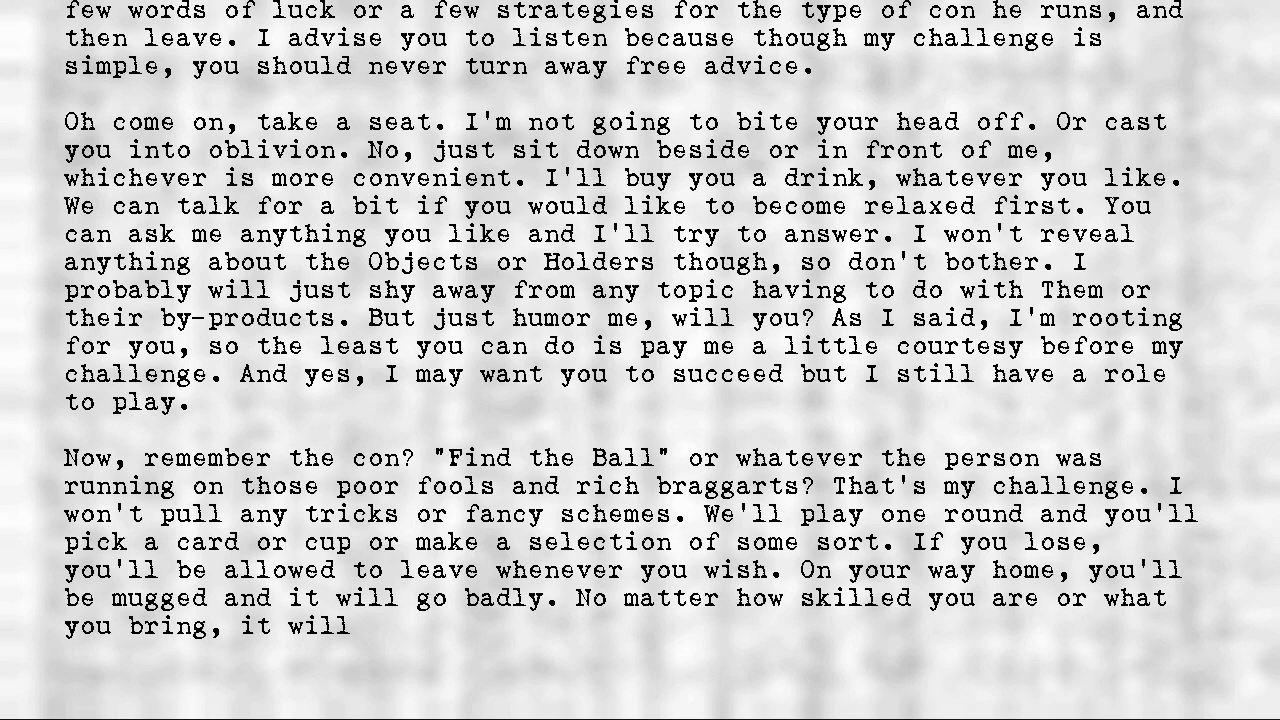 few words of luck or a few strategies for the type of con he runs, and
then leave. I advise you to listen because though my challenge is
simple, you should never turn away free advice.
Oh come on, take a seat. I'm not going to bite your head off. Or cast
you into oblivion. No, just sit down beside or in front of me,
whichever is more convenient. I'll buy you a drink, whatever you like.
We can talk for a bit if you would like to become relaxed first. You
can ask me anything you like and I'll try to answer. I won't reveal
anything about the Objects or Holders though, so don't bother. I
probably will just shy away from any topic having to do with Them or
their by-products. But just humor me, will you? As I said, I'm rooting
for you, so the least you can do is pay me a little courtesy before my
challenge. And yes, I may want you to succeed but I still have a role
to play.
Now, remember the con? "Find the Ball" or whatever the person was
running on those poor fools and rich braggarts? That's my challenge. I
won't pull any tricks or fancy schemes. We'll play one round and you'll
pick a card or cup or make a selection of some sort. If you lose,
you'll be allowed to leave whenever you wish. On your way home, you'll
be mugged and it will go badly. No matter how skilled you are or what
you bring, it will